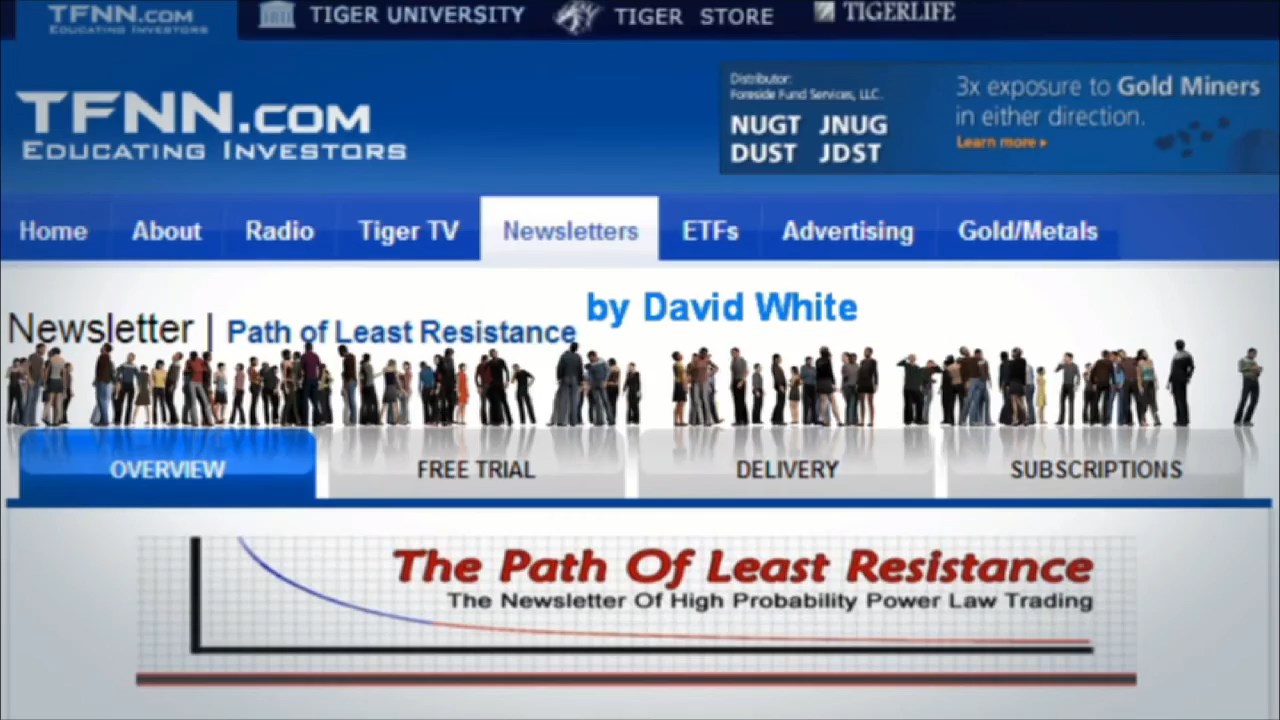 TFNN.COM
EDUCATING INVESTORS
TIGER UNIVERSITY
TIGER STORE
TIGERLIFE
TFNN.COM
EDUCATING INVESTORS
Distributor:
Foreside Fund Services, LLC.
NUGT JNUG
DUST JDST
3x exposure to Gold Miners
in either direction.
Learn more
Home About Radio Tiger TV Newsletters ETFs Advertising Gold/Metals
by David White
Newsletter | Path of Least Resistance
OVERVIEW FREE TRIAL DELIVERY SUBSCRIPTIONS
The Path Of Least Resistance
The Newsletter Of High Probability Power Law Trading